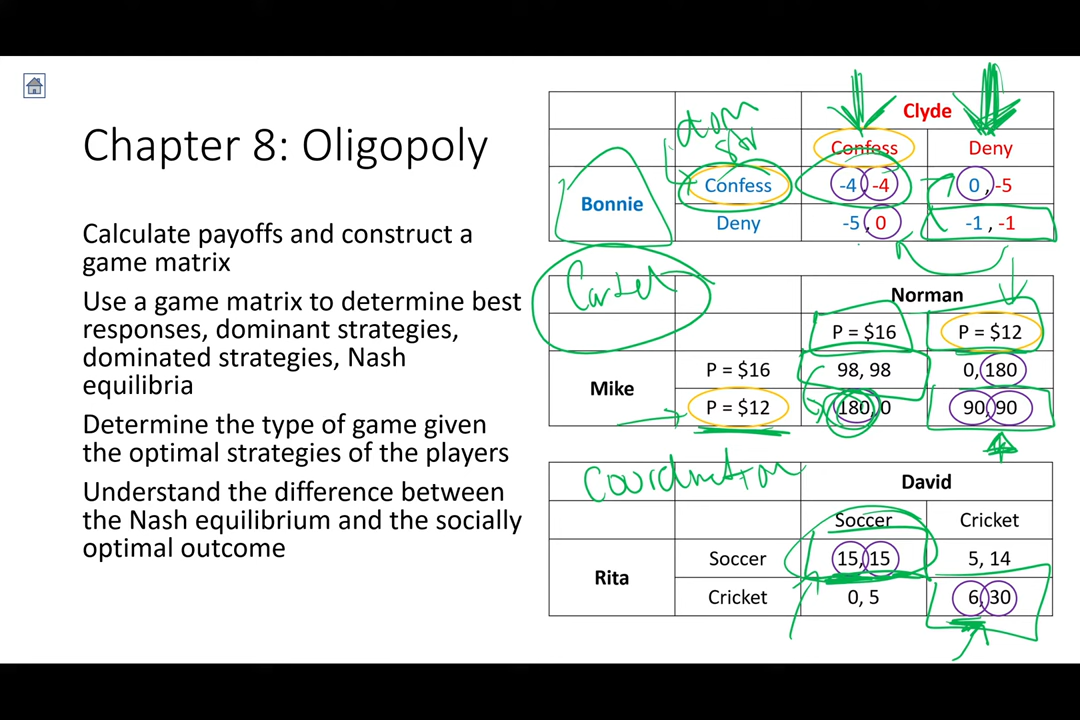 Chapter 8: Oligopoly
Calculate payoffs and construct a
game matrix
Use a game matrix to determine best
responses, dominant strategies,
dominated strategies, Nash
equilibria
Determine the type of game given
the optimal strategies of the players
Understand the difference between
the Nash equilibrium and the socially
optimal outcome
Clyde
Confess Deny
Bonnie Confess -4 , -4 0 , -5
Deny -5 , 0 -1 , -1
Cartel
Norman
P = $16 P = $12
Mike P = $16 98, 98 0, 180
P = $12 180, 0 90, 90
Coordination
David
Soccer Cricket
Rita Soccer 15, 15 5, 14
Cricket 0, 5 6, 30